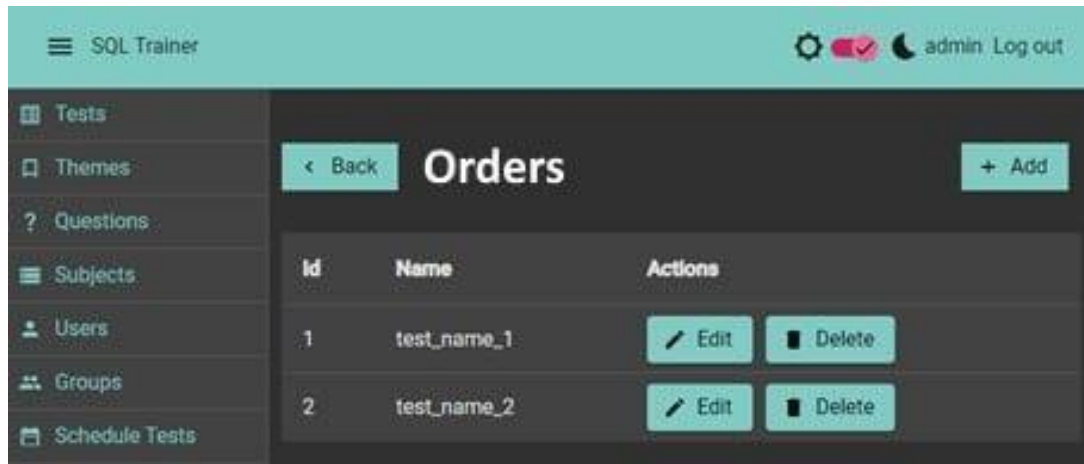 SQL Trainer
admin Log out
Tests
Themes
Questions
Subjects
Users
Groups
Schedule Tests
< Back
Orders
+ Add
Id Name Actions
1 test_name_1 Edit Delete
2 test_name_2 Edit Delete